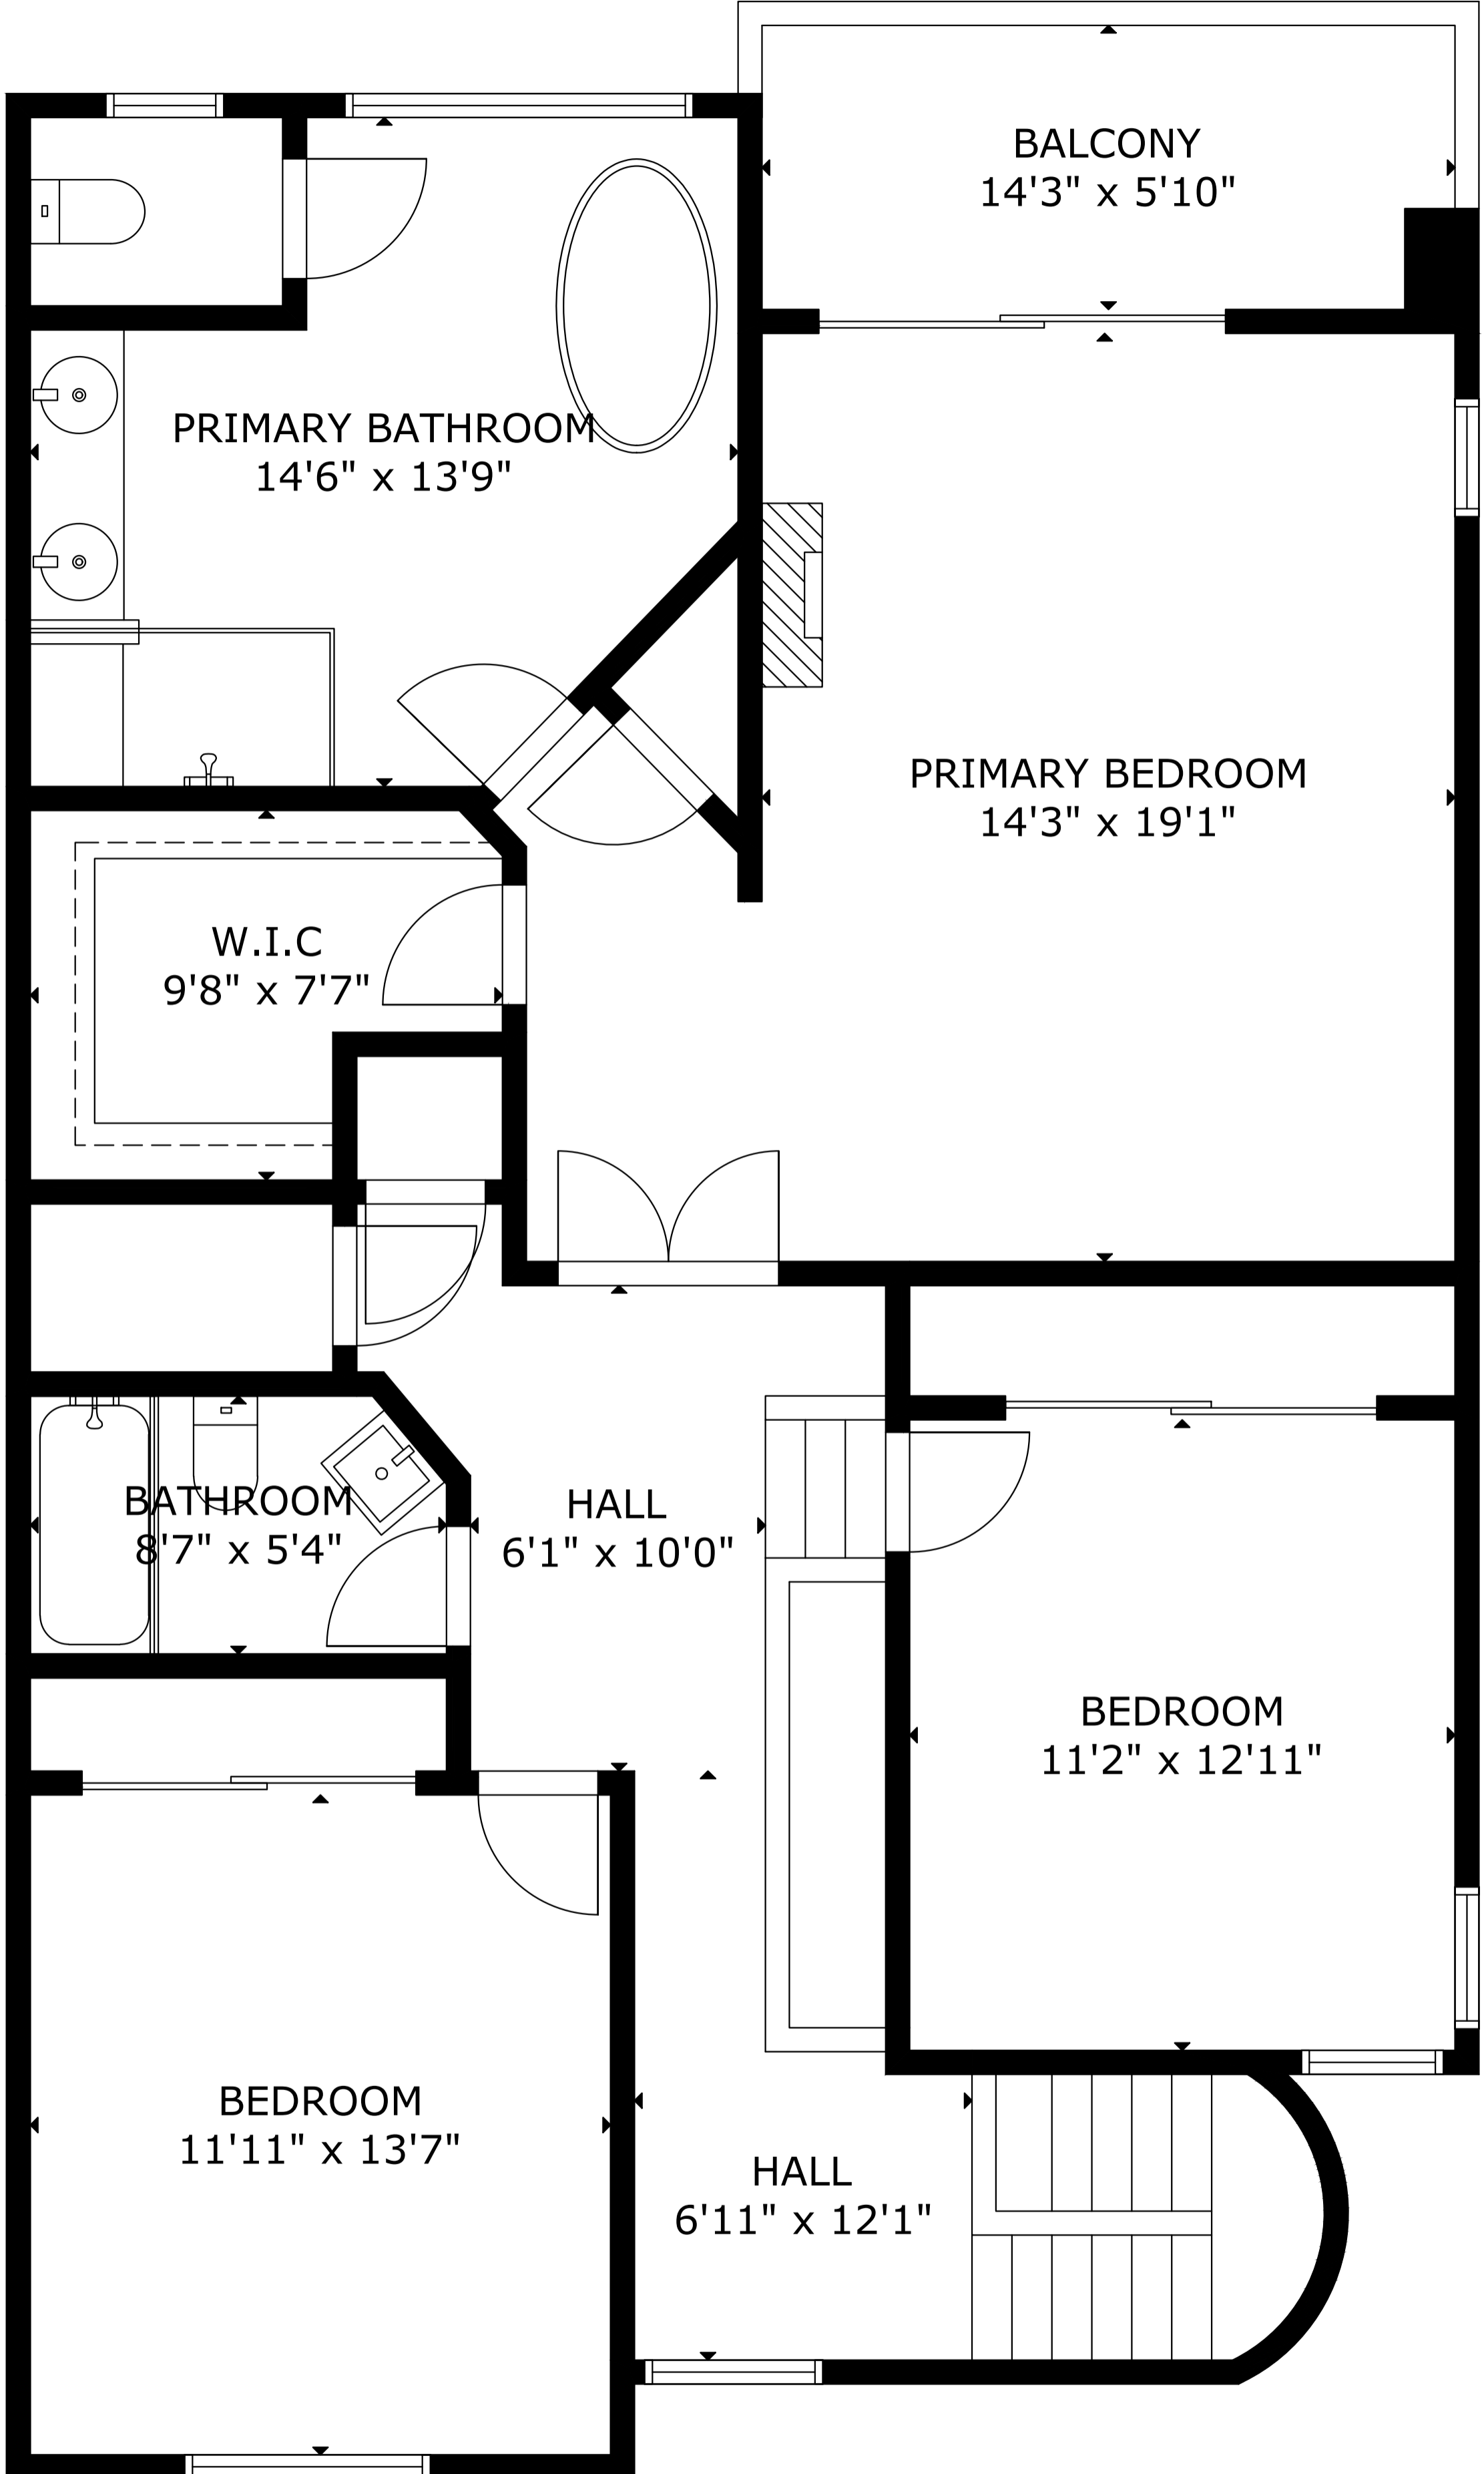 BALCONY
14'3" x 5'10"
PRIMARY BATHROOM
14'6" x 13'9"
PRIMARY BEDROOM
14'3" x 19'1"
W.I.C
9'8" x 7'7"
BATHROOM
8'7" x 5'4"
HALL
6'1" x 10'0"
BEDROOM
11'2" x 12'11"
BEDROOM
11'11" x 13'7"
HALL
6'11" x 12'1"